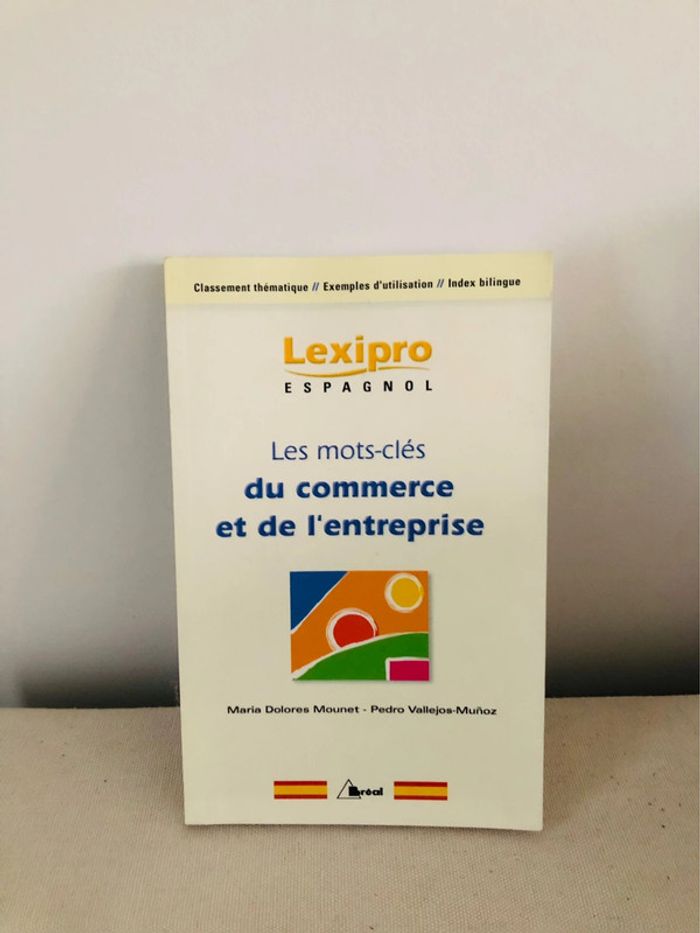 Classement thématique // Exemples d'utilisation // Index bilingue
Lexipro
ESPAGNOL
Les mots-clés
du commerce
et de l'entreprise
Maria Dolores Mounet - Pedro Vallejos-Muñoz
Bréal